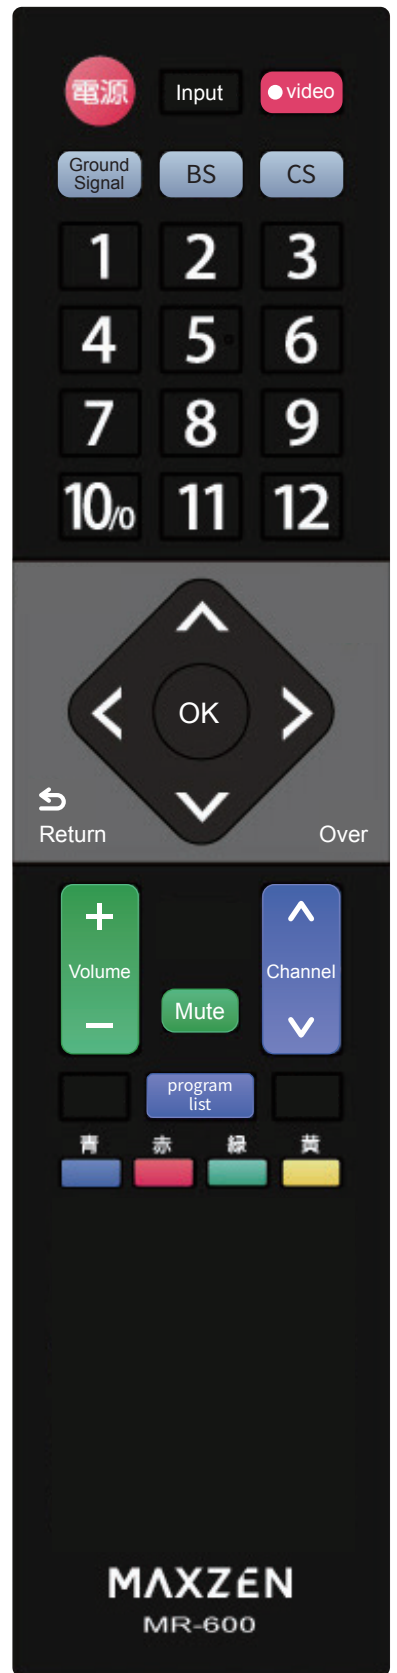 電源
Input
video
Ground
Signal
BS
CS
1
2
3
4
5
6
7
8
9
10/0
11
12
OK
Return
Over
+
Volume
−
Mute
Channel
program
list
青
赤
緑
黄
MAXZEN
MR-600